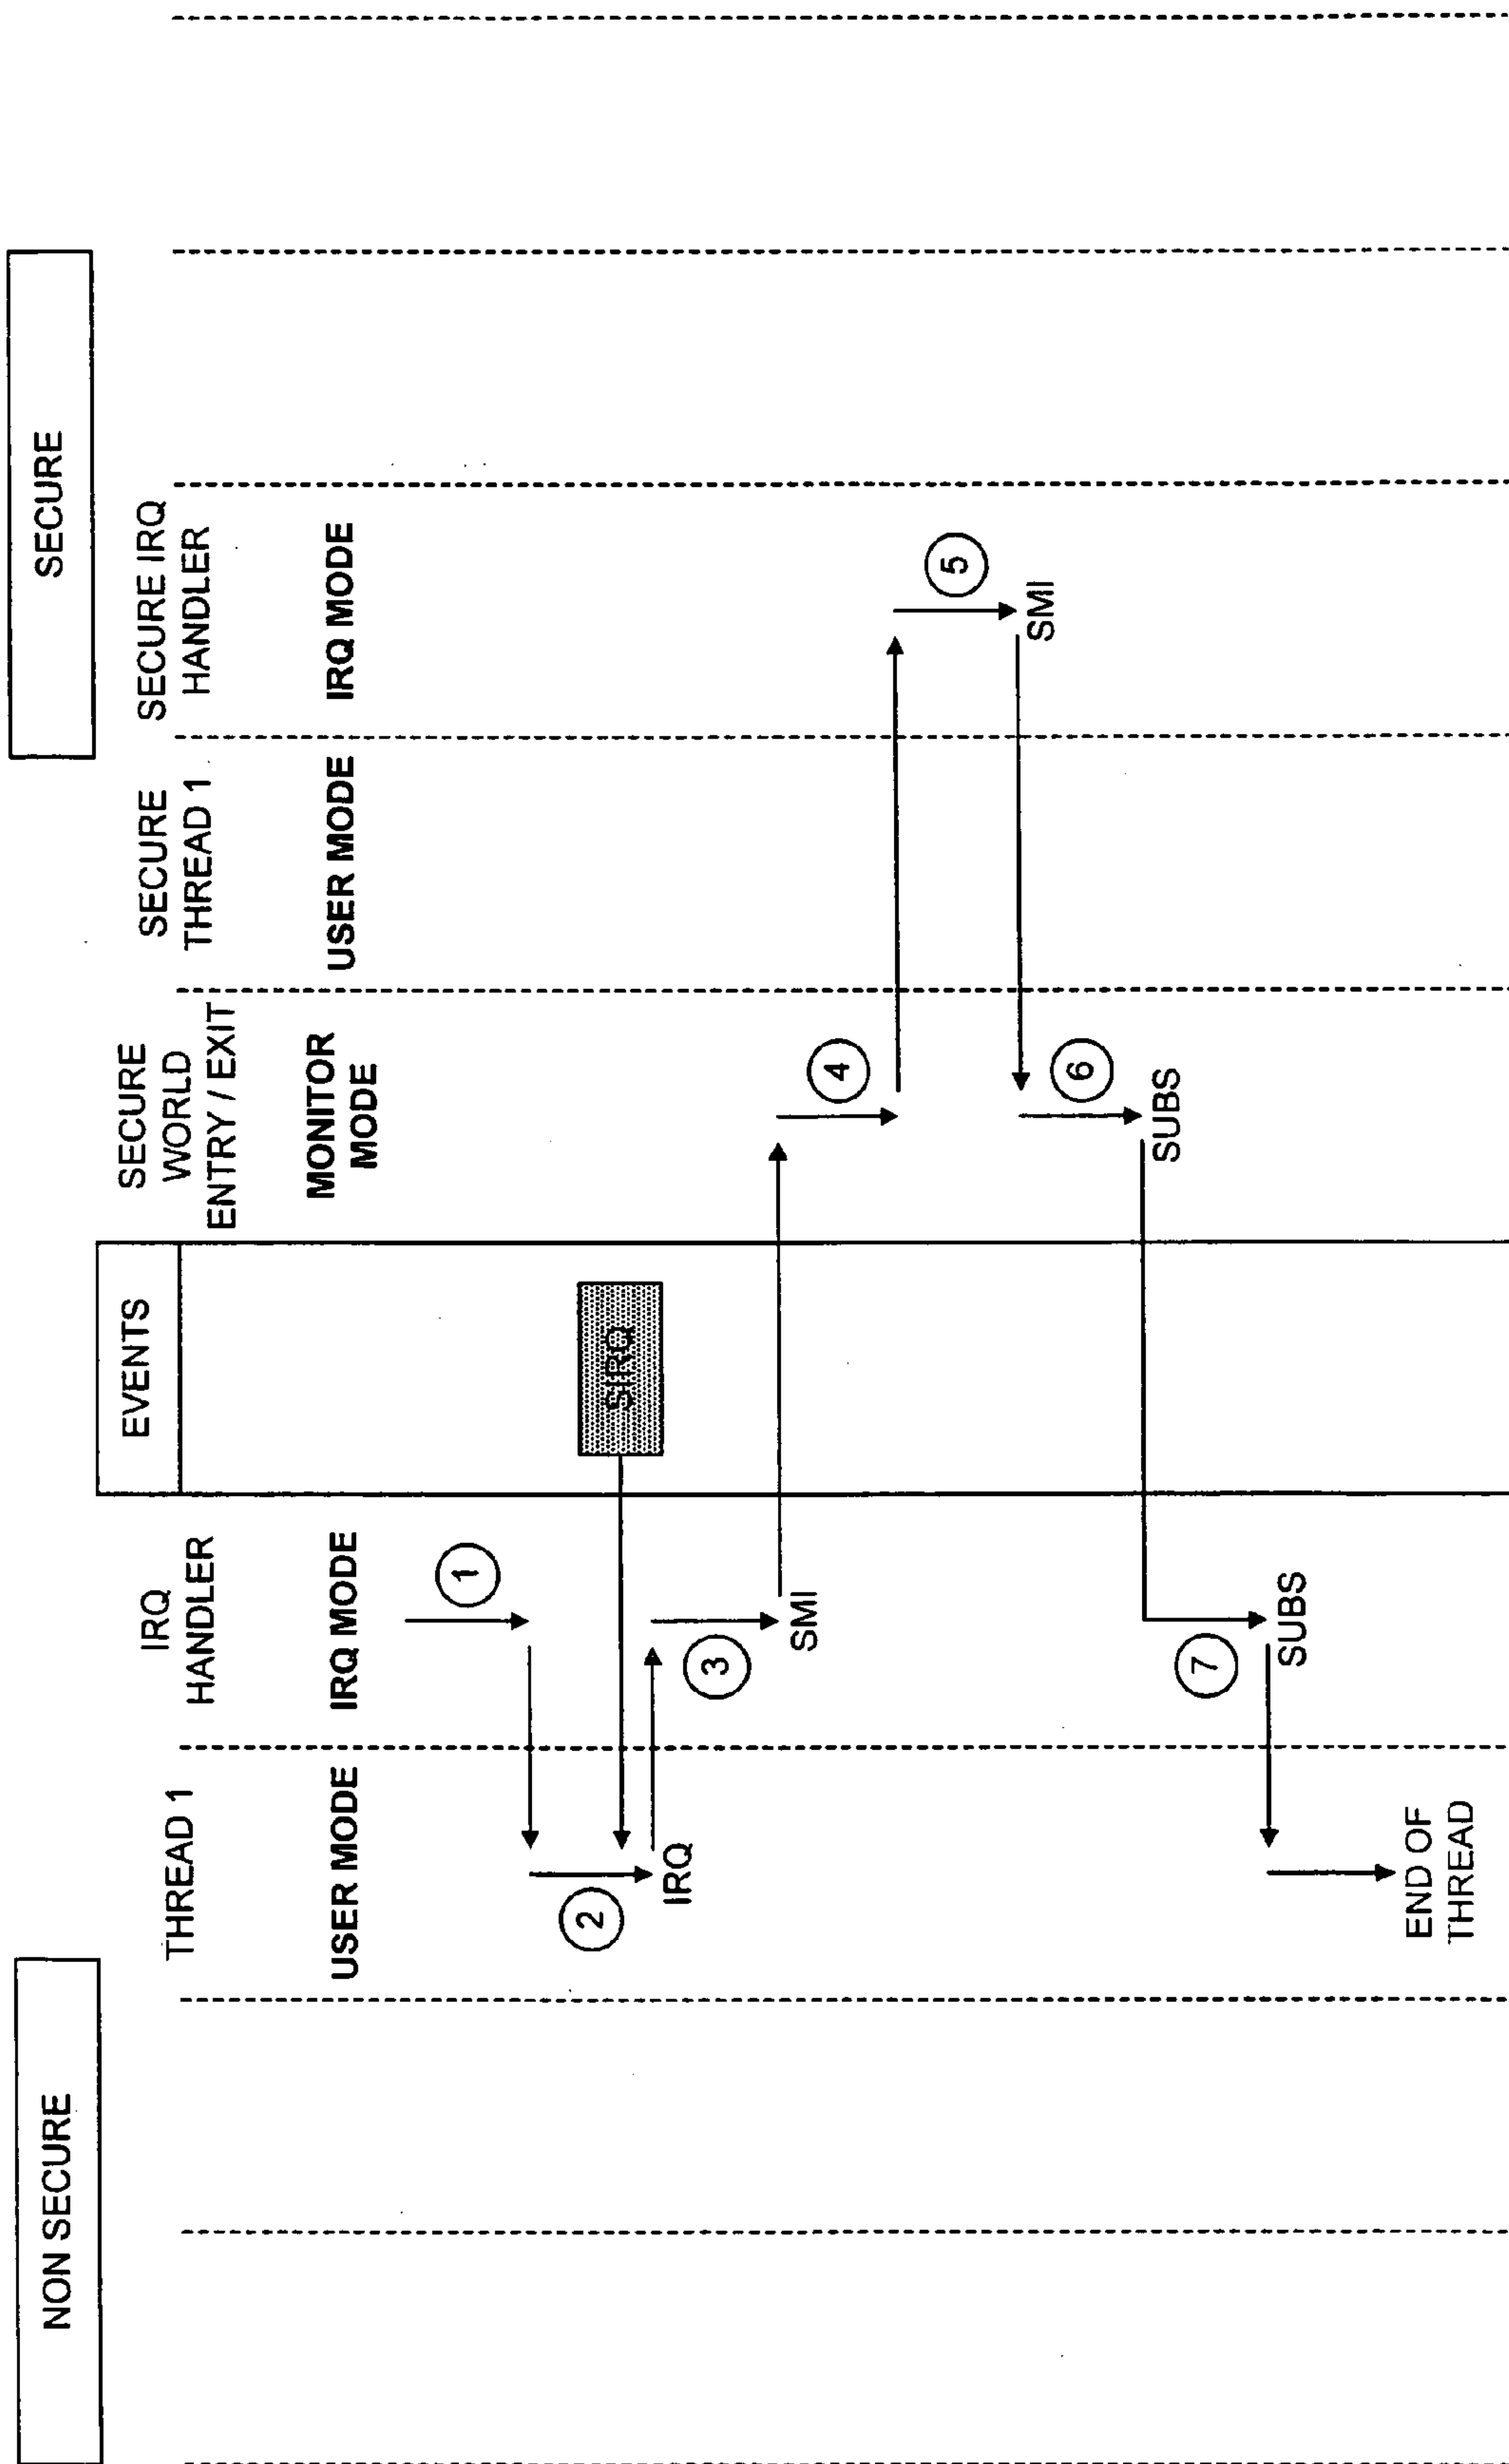 NON SECURE
SECURE
EVENTS
THREAD 1
IRQ
HANDLER
SECURE
WORLD
ENTRY / EXIT
SECURE
THREAD 1
SECURE IRQ
HANDLER
USER MODE
IRQ MODE
MONITOR
MODE
USER MODE
IRQ MODE
1
2
SIRQ
IRQ
3
SMI
4
5
SMI
6
SUBS
7
SUBS
END OF
THREAD